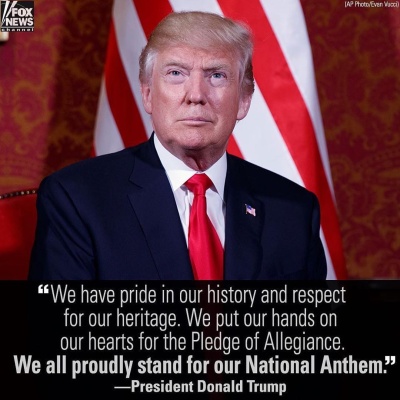 FOX
NEWS
channel
(AP Photo/Evan Vucci)
“We have pride in our history and respect
for our heritage. We put our hands on
our hearts for the Pledge of Allegiance.
We all proudly stand for our National Anthem.”
—President Donald Trump